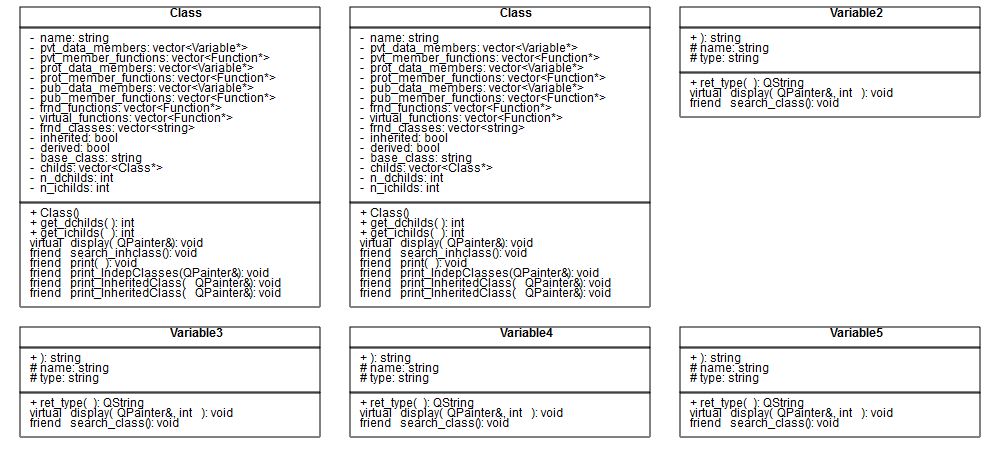 Class
- name: string
- pvt_data_members: vector<Variable*>
- pvt_member_functions: vector<Function*>
- prot_data_members: vector<Variable*>
- prot_member_functions: vector<Function*>
- pub_data_members: vector<Variable*>
- pub_member_functions: vector<Function*>
- frnd_functions: vector<Function*>
- virtual_functions: vector<Function*>
- frnd_classes: vector<string>
- inherited: bool
- derived: bool
- base_class: string
- childs: vector<Class*>
- n_dchilds: int
- n_ichilds: int
+ Class()
+ get_dchilds( ): int
+ get_ichilds( ): int
virtual display( QPainter&): void
friend search_inhclass(): void
friend print( ): void
friend print_IndepClasses(QPainter&): void
friend print_InheritedClass( QPainter&): void
friend print_InheritedClass( QPainter&): void
Class
- name: string
- pvt_data_members: vector<Variable*>
- pvt_member_functions: vector<Function*>
- prot_data_members: vector<Variable*>
- prot_member_functions: vector<Function*>
- pub_data_members: vector<Variable*>
- pub_member_functions: vector<Function*>
- frnd_functions: vector<Function*>
- virtual_functions: vector<Function*>
- frnd_classes: vector<string>
- inherited: bool
- derived: bool
- base_class: string
- childs: vector<Class*>
- n_dchilds: int
- n_ichilds: int
+ Class()
+ get_dchilds( ): int
+ get_ichilds( ): int
virtual display( QPainter&): void
friend search_inhclass(): void
friend print( ): void
friend print_IndepClasses(QPainter&): void
friend print_InheritedClass( QPainter&): void
friend print_InheritedClass( QPainter&): void
Variable2
+ ): string
# name: string
# type: string
+ ret_type( ): QString
virtual display( QPainter&, int ): void
friend search_class(): void
Variable3
+ ): string
# name: string
# type: string
+ ret_type( ): QString
virtual display( QPainter&, int ): void
friend search_class(): void
Variable4
+ ): string
# name: string
# type: string
+ ret_type( ): QString
virtual display( QPainter&, int ): void
friend search_class(): void
Variable5
+ ): string
# name: string
# type: string
+ ret_type( ): QString
virtual display( QPainter&, int ): void
friend search_class(): void